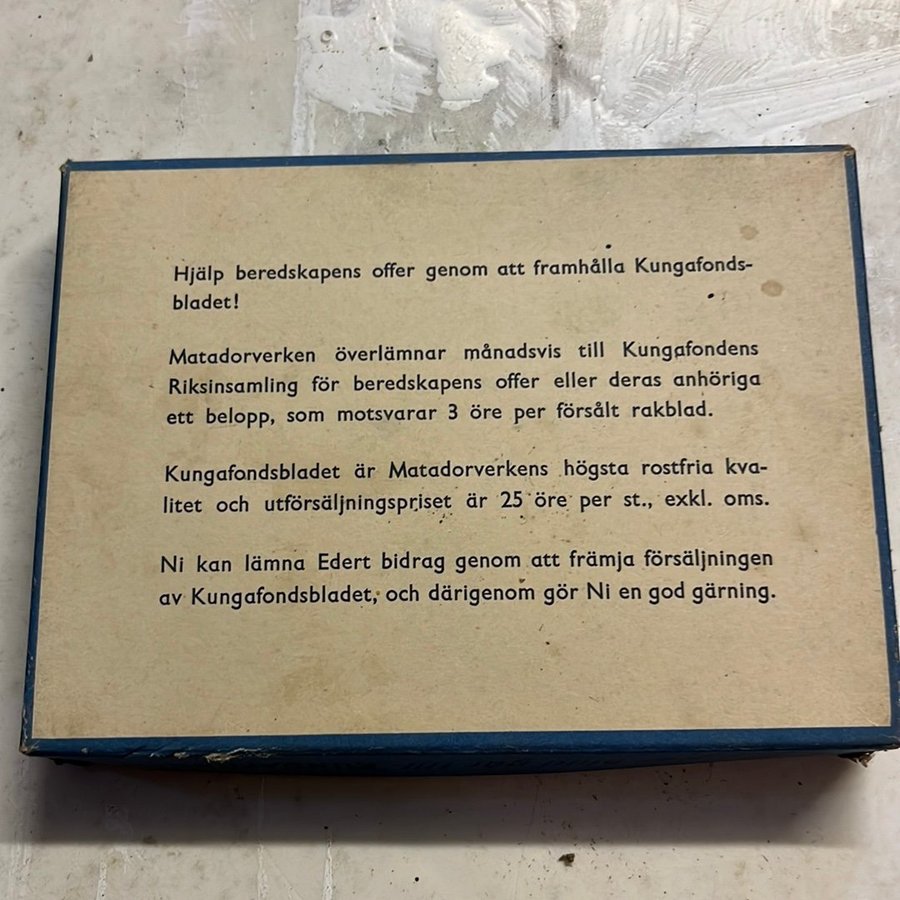 Hjälp beredskapens offer genom att framhålla Kungafonds-
bladet!
Matadorverken överlämnar månadsvis till Kungafondens
Riksinsamling för beredskapens offer eller deras anhöriga
ett belopp, som motsvarar 3 öre per försålt rakblad.
Kungafondsbladet är Matadorverkens högsta rostfria kva-
litet och utförsäljningspriset är 25 öre per st., exkl. oms.
Ni kan lämna Edert bidrag genom att främja försäljningen
av Kungafondsbladet, och därigenom gör Ni en god gärning.